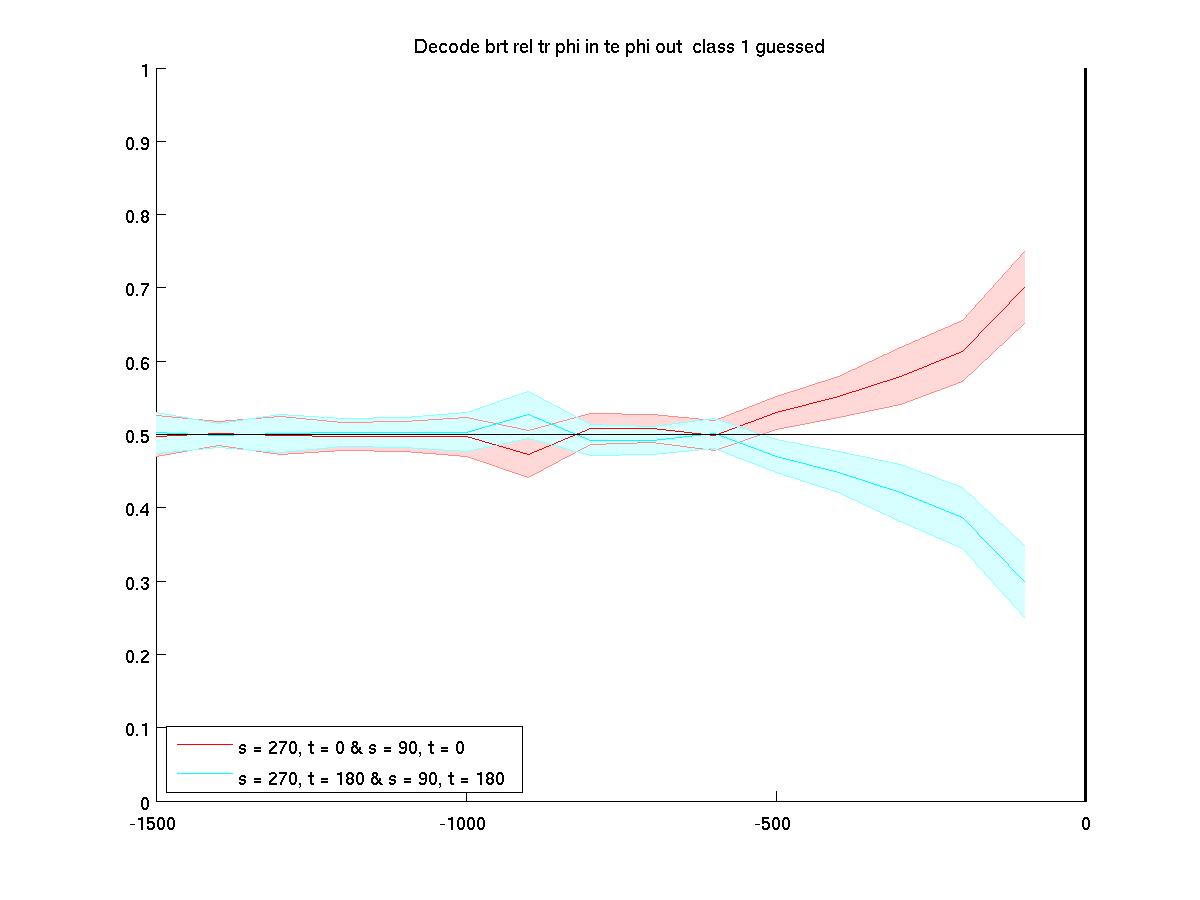 Decode brt rel tr phi in te phi out  class 1 guessed
1
0.9
0.8
0.7
0.6
0.5
0.4
0.3
0.2
0.1
0
s = 270, t = 0 & s = 90, t = 0
s = 270, t = 180 & s = 90, t = 180
-1500 -1000 -500 0